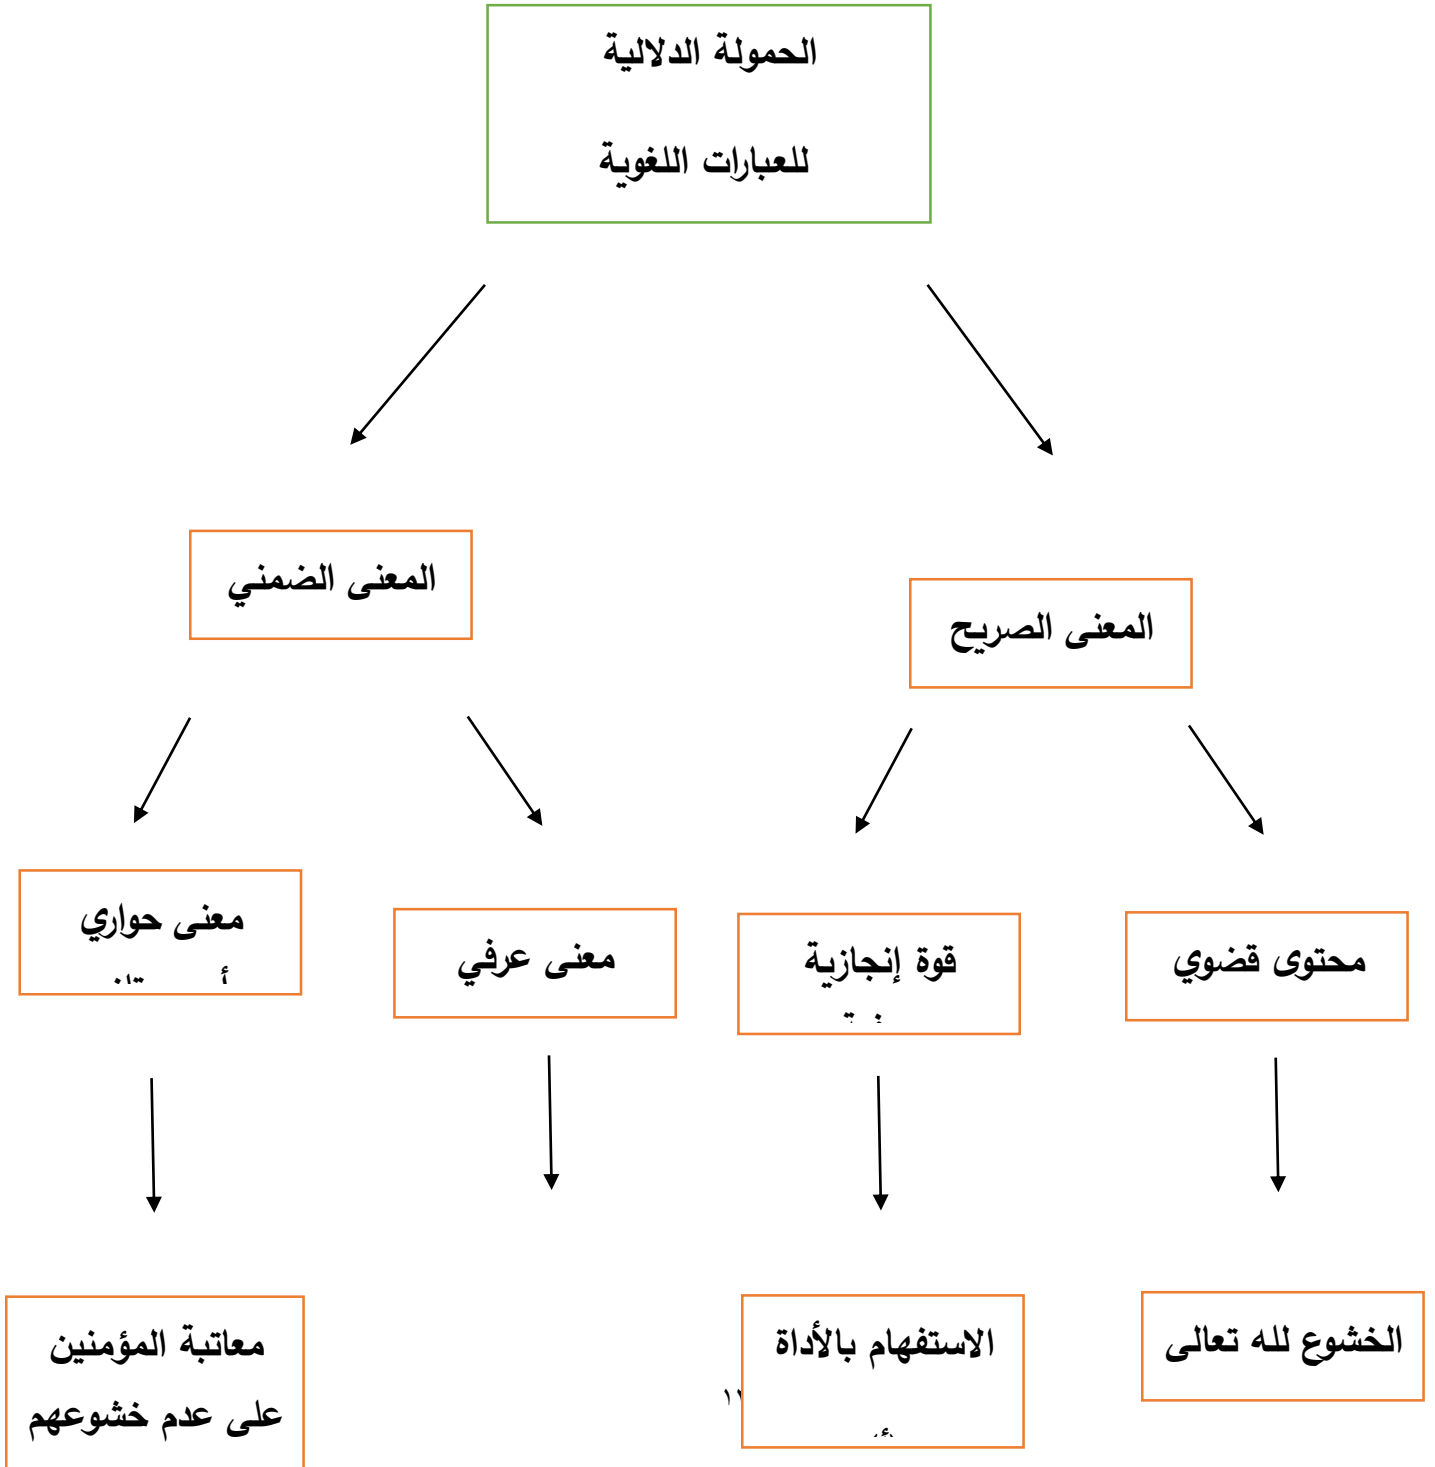 الحمولة الدلالية
للعبارات اللغوية
المعنى الضمني
المعنى الصريح
معنى حواري
معنى عرفي
قوة إنجازية
محتوى قضوي
معاتبة المؤمنين
على عدم خشوعهم
الاستفهام بالأداة
الخشوع لله تعالى